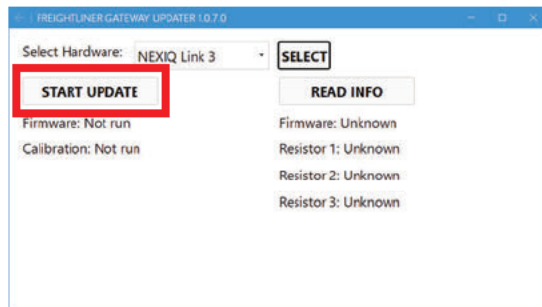 FREIGHTLINER GATEWAY UPDATER 1.0.7.0
Select Hardware: NEXIQ Link 3 SELECT
START UPDATE READ INFO
Firmware: Not run Firmware: Unknown
Calibration: Not run Resistor 1: Unknown
Resistor 2: Unknown
Resistor 3: Unknown